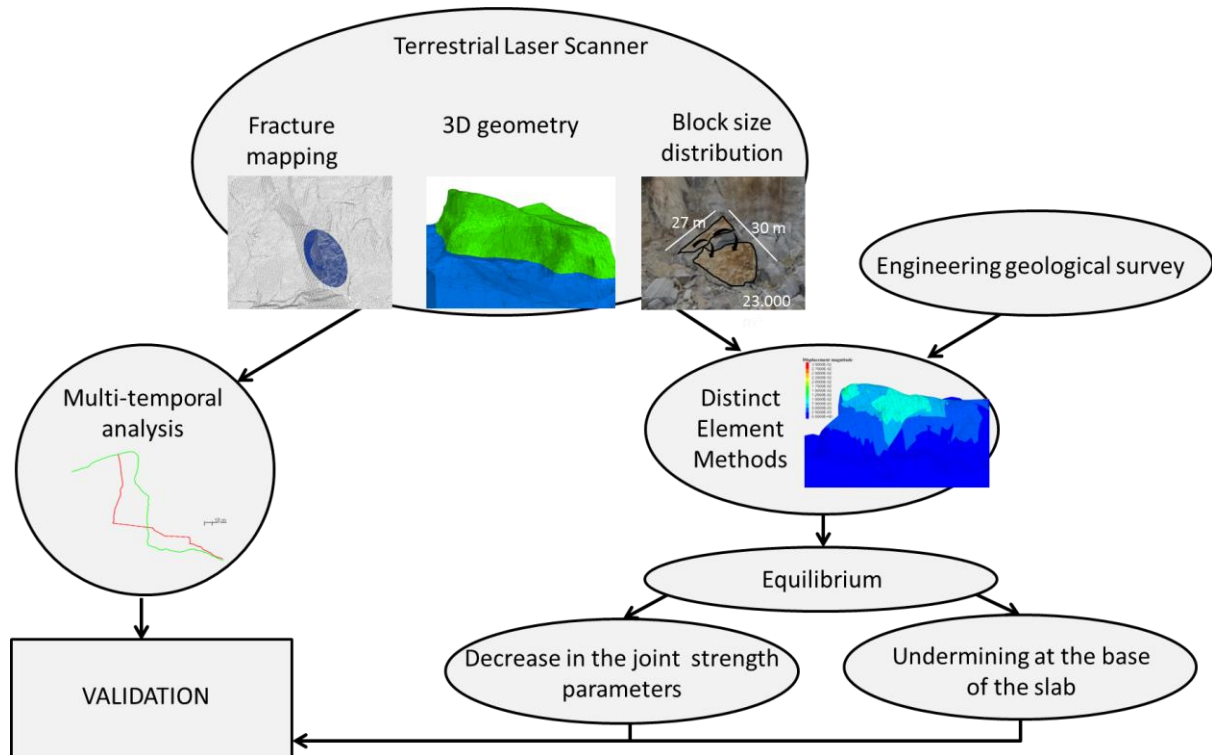 Terrestrial Laser Scanner
Fracture
mapping
3D geometry
Block size
distribution
27 m
30 m
23.000
Engineering geological survey
Multi-temporal
analysis
Distinct
Element
Methods
Displacement magnitude
Equilibrium
Decrease in the joint strength
parameters
Undermining at the base
of the slab
VALIDATION